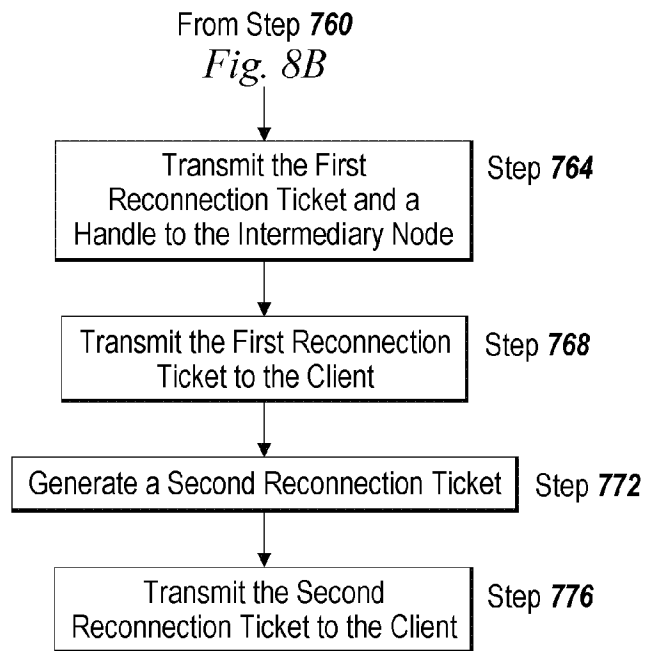 From Step 760
Fig. 8B
Transmit the First
Reconnection Ticket and a
Handle to the Intermediary Node
Step 764
Transmit the First Reconnection
Ticket to the Client
Step 768
Generate a Second Reconnection Ticket
Step 772
Transmit the Second
Reconnection Ticket to the Client
Step 776